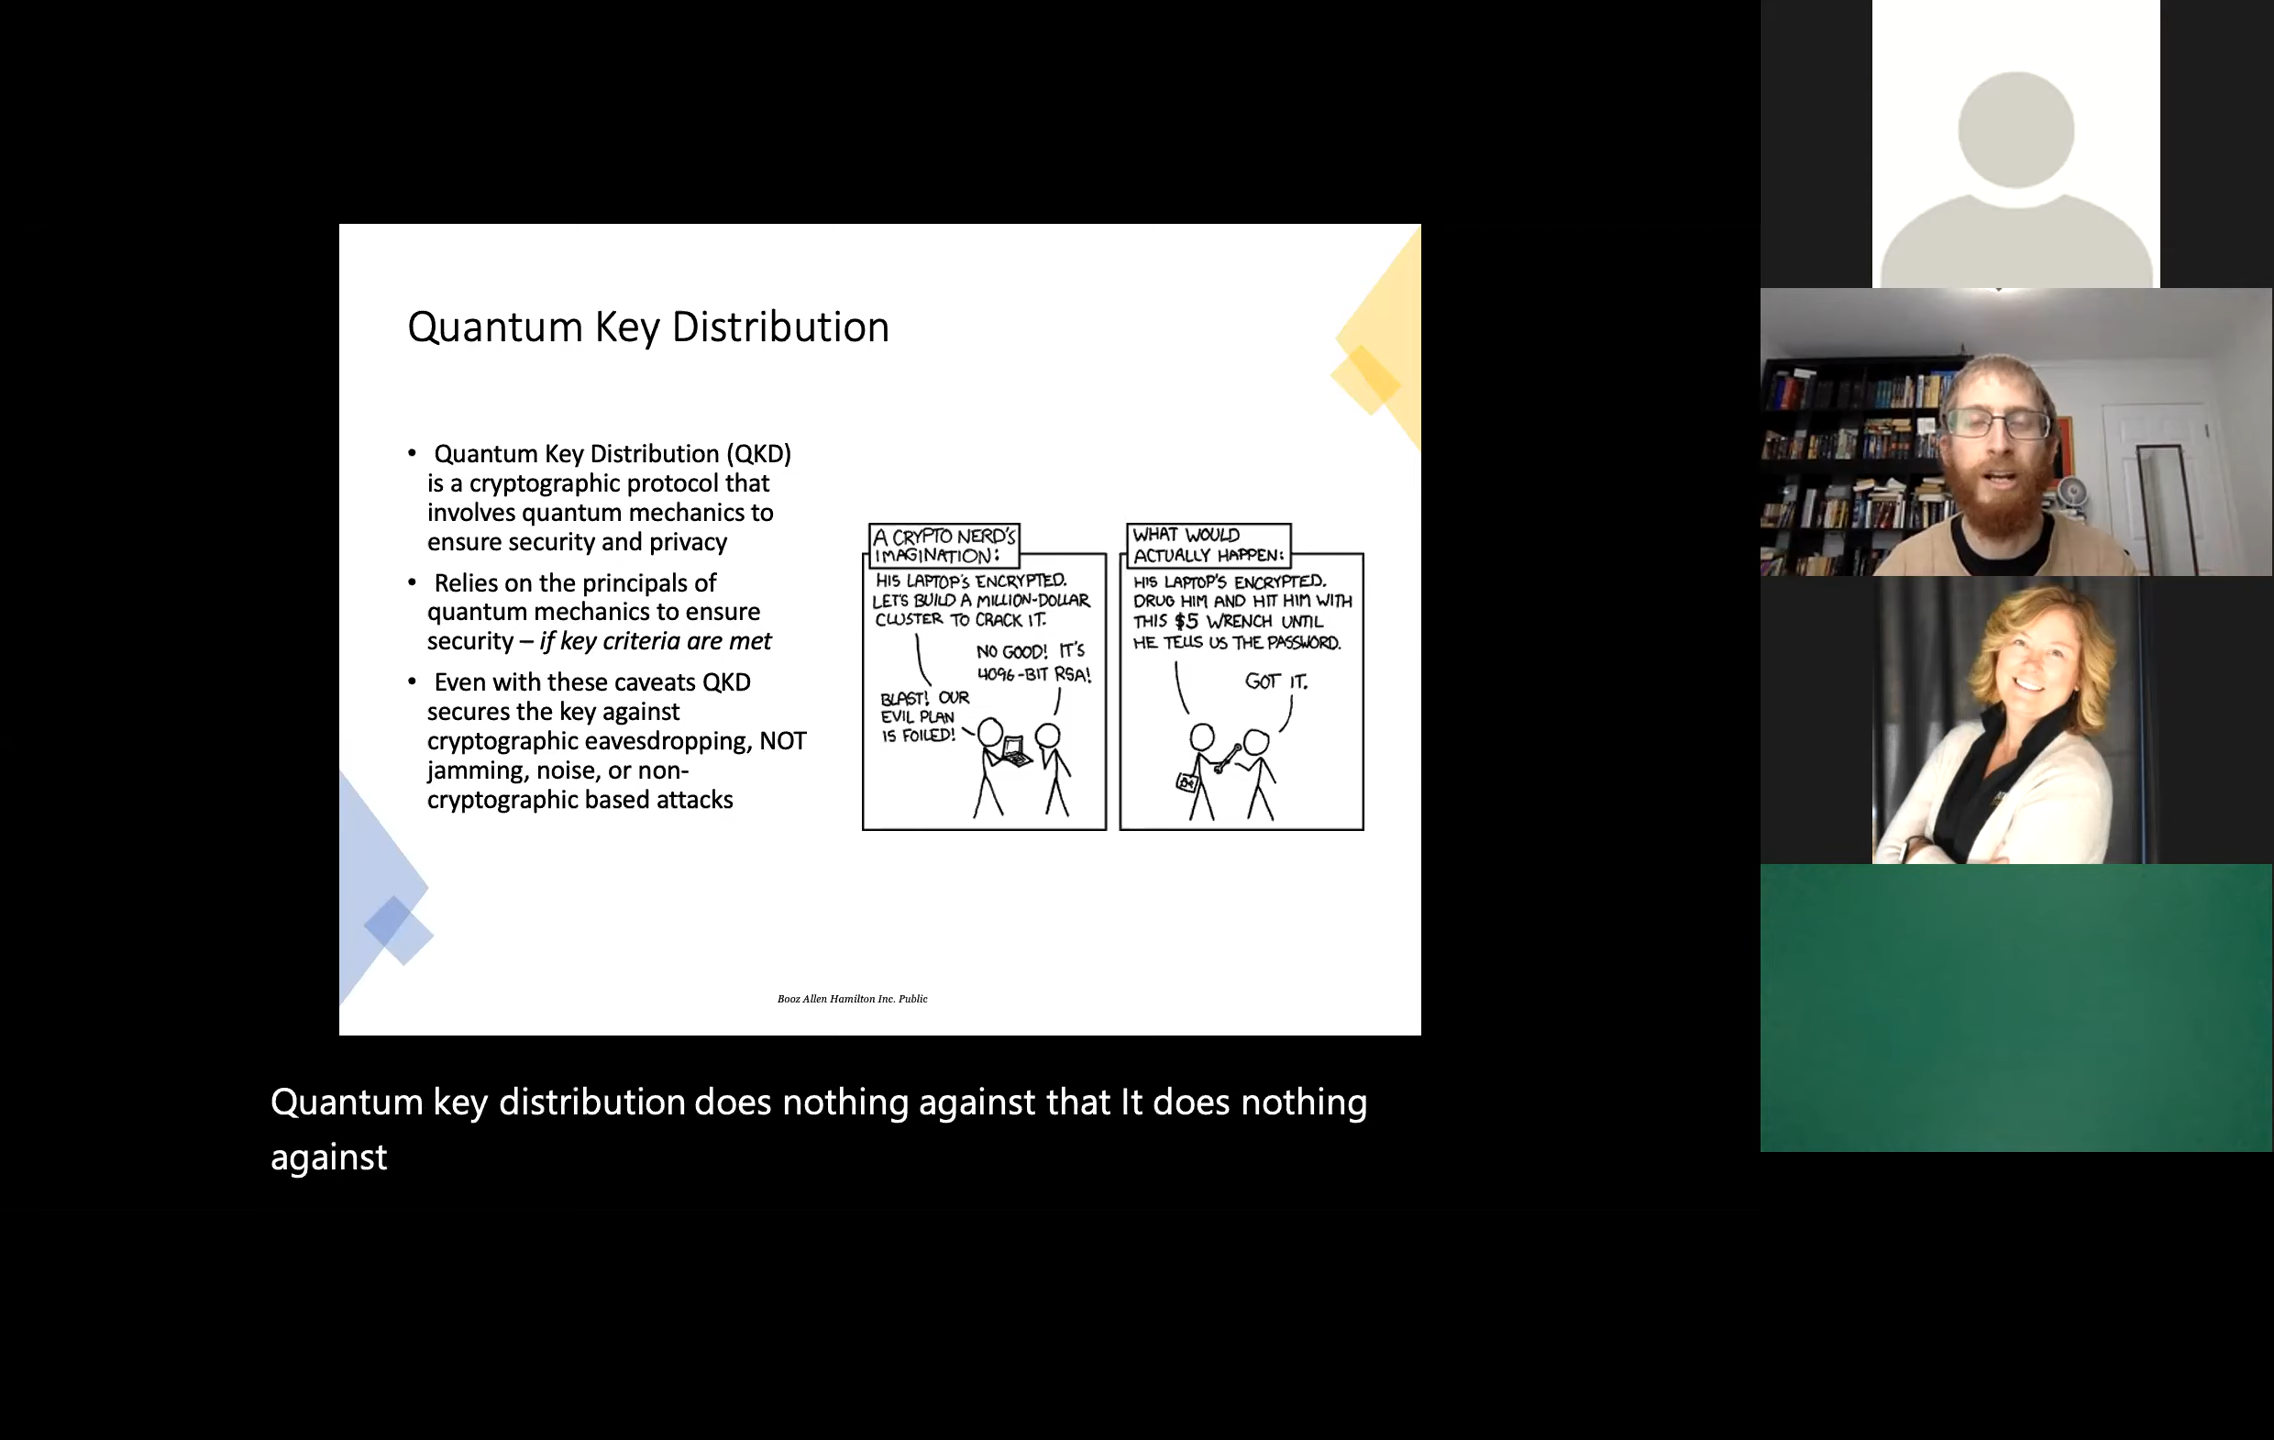 Quantum Key Distribution
• Quantum Key Distribution (QKD)
is a cryptographic protocol that
involves quantum mechanics to
ensure security and privacy
• Relies on the principals of
quantum mechanics to ensure
security – if key criteria are met
• Even with these caveats QKD
secures the key against
cryptographic eavesdropping, NOT
jamming, noise, or non-
cryptographic based attacks
A CRYPTO NERD'S
IMAGINATION:
HIS LAPTOP'S ENCRYPTED.
LET'S BUILD A MILLION-DOLLAR
CLUSTER TO CRACK IT.
NO GOOD! IT'S
4096-BIT RSA!
BLAST! OUR
EVIL PLAN
IS FOILED!
WHAT WOULD
ACTUALLY HAPPEN:
HIS LAPTOP'S ENCRYPTED.
DRUG HIM AND HIT HIM WITH
THIS $5 WRENCH UNTIL
HE TELLS US THE PASSWORD.
GOT IT.
Booz Allen Hamilton Inc. Public
Quantum key distribution does nothing against that It does nothing
against